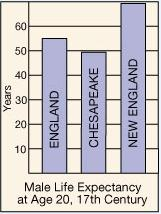 60
50
40
30
20
10
Years
ENGLAND
CHESAPEAKE
NEW ENGLAND
Male Life Expectancy
at Age 20, 17th Century